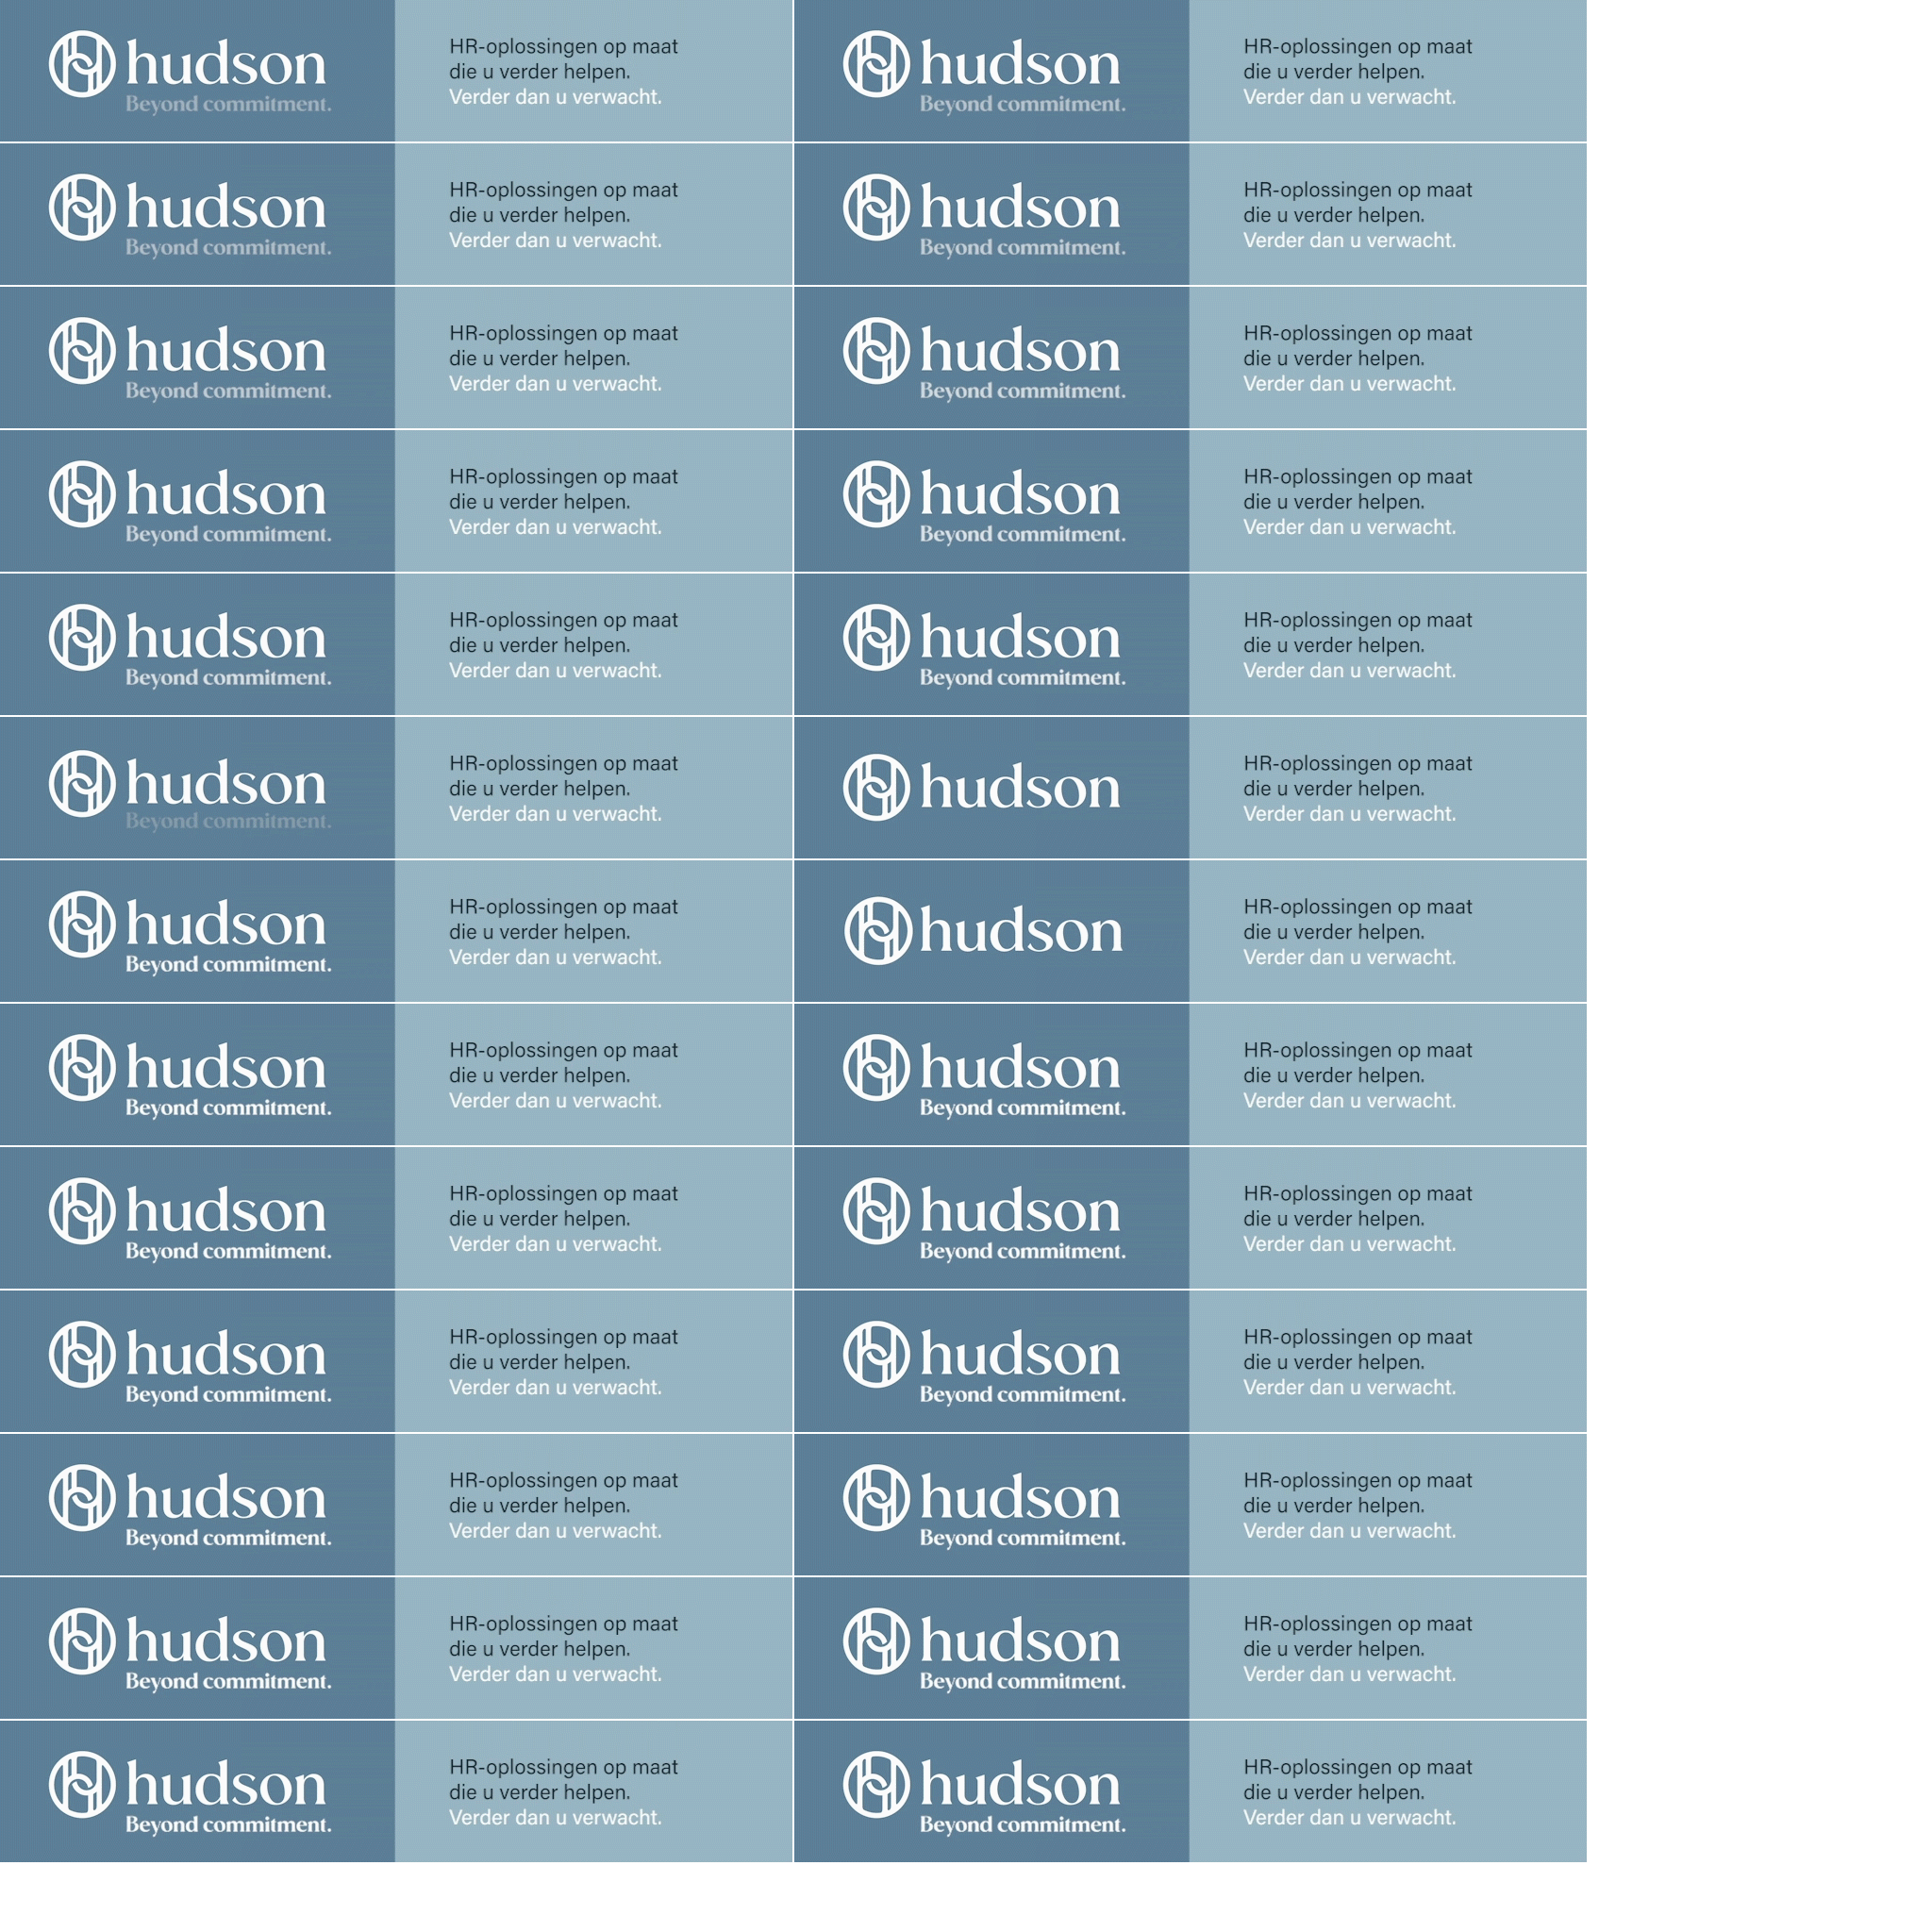 hudson
Beyond commitment.
HR-oplossingen op maat
die u verder helpen.
Verder dan u verwacht.
hudson
Beyond commitment.
HR-oplossingen op maat
die u verder helpen.
Verder dan u verwacht.
hudson
Beyond commitment.
HR-oplossingen op maat
die u verder helpen.
Verder dan u verwacht.
hudson
Beyond commitment.
HR-oplossingen op maat
die u verder helpen.
Verder dan u verwacht.
hudson
Beyond commitment.
HR-oplossingen op maat
die u verder helpen.
Verder dan u verwacht.
hudson
Beyond commitment.
HR-oplossingen op maat
die u verder helpen.
Verder dan u verwacht.
hudson
Beyond commitment.
HR-oplossingen op maat
die u verder helpen.
Verder dan u verwacht.
hudson
Beyond commitment.
HR-oplossingen op maat
die u verder helpen.
Verder dan u verwacht.
hudson
Beyond commitment.
HR-oplossingen op maat
die u verder helpen.
Verder dan u verwacht.
hudson
Beyond commitment.
HR-oplossingen op maat
die u verder helpen.
Verder dan u verwacht.
hudson
Beyond commitment.
HR-oplossingen op maat
die u verder helpen.
Verder dan u verwacht.
hudson
HR-oplossingen op maat
die u verder helpen.
Verder dan u verwacht.
hudson
Beyond commitment.
HR-oplossingen op maat
die u verder helpen.
Verder dan u verwacht.
hudson
HR-oplossingen op maat
die u verder helpen.
Verder dan u verwacht.
hudson
Beyond commitment.
HR-oplossingen op maat
die u verder helpen.
Verder dan u verwacht.
hudson
Beyond commitment.
HR-oplossingen op maat
die u verder helpen.
Verder dan u verwacht.
hudson
Beyond commitment.
HR-oplossingen op maat
die u verder helpen.
Verder dan u verwacht.
hudson
Beyond commitment.
HR-oplossingen op maat
die u verder helpen.
Verder dan u verwacht.
hudson
Beyond commitment.
HR-oplossingen op maat
die u verder helpen.
Verder dan u verwacht.
hudson
Beyond commitment.
HR-oplossingen op maat
die u verder helpen.
Verder dan u verwacht.
hudson
Beyond commitment.
HR-oplossingen op maat
die u verder helpen.
Verder dan u verwacht.
hudson
Beyond commitment.
HR-oplossingen op maat
die u verder helpen.
Verder dan u verwacht.
hudson
Beyond commitment.
HR-oplossingen op maat
die u verder helpen.
Verder dan u verwacht.
hudson
Beyond commitment.
HR-oplossingen op maat
die u verder helpen.
Verder dan u verwacht.
hudson
Beyond commitment.
HR-oplossingen op maat
die u verder helpen.
Verder dan u verwacht.
hudson
Beyond commitment.
HR-oplossingen op maat
die u verder helpen.
Verder dan u verwacht.